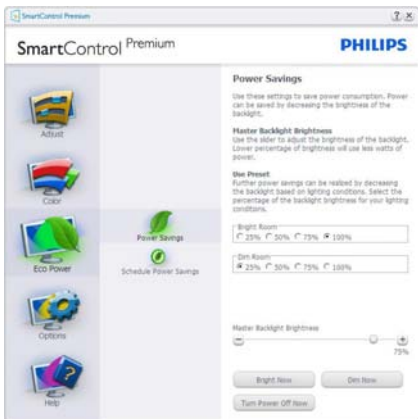 SmartControl Premium
SmartControl Premium
PHILIPS
Adjust
Color
Eco Power
Options
Help
Power Savings
Schedule Power Savings
Power Savings
Use these settings to save power consumption. Power
can be saved by decreasing the brightness of the
backlight.
Master Backlight Brightness
Use the slider to adjust the brightness of the backlight.
Lower percentage of brightness will use less watts of
power.
Use Preset
Further power savings can be realized by decreasing
the backlight based on lighting conditions. Select the
percentage of the backlight brightness for your lighting
conditions.
Bright Room
25% 50% 75% 100%
Dim Room
25% 50% 75% 100%
Master Backlight Brightness
75%
Bright Now Dim Now
Turn Power Off Now